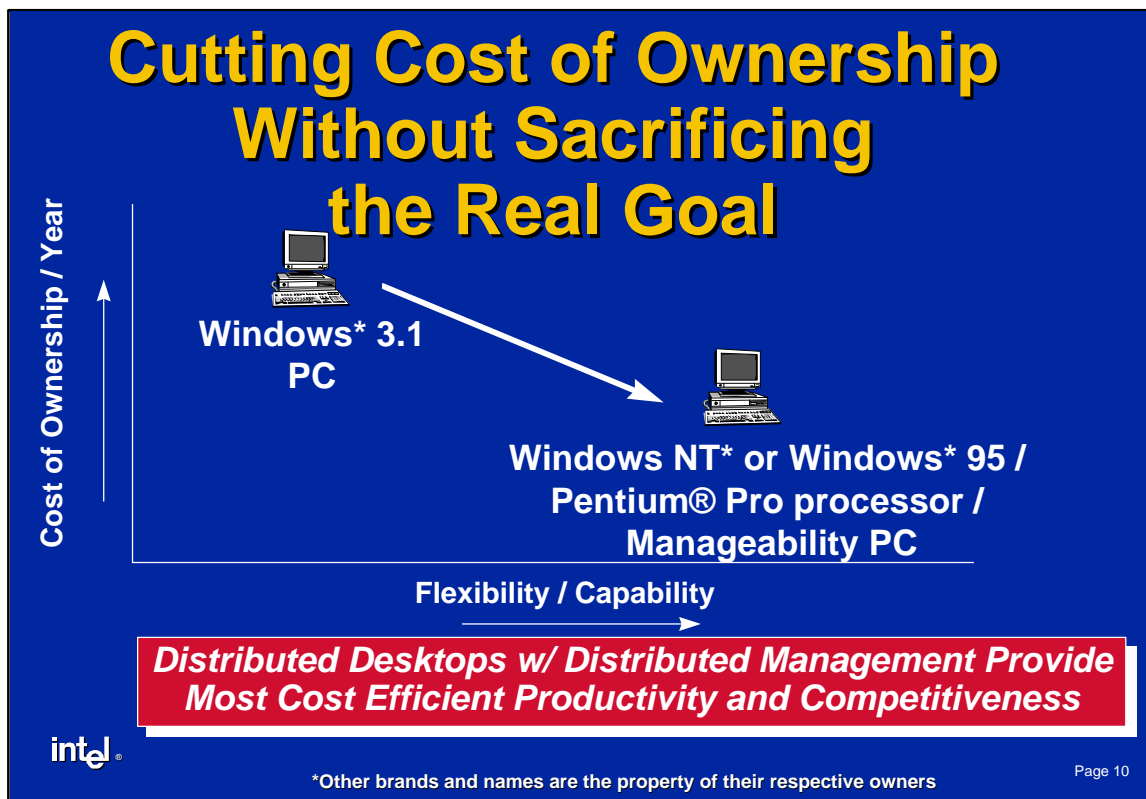 Cutting Cost of Ownership
Without Sacrificing
the Real Goal
Cost of Ownership / Year
Windows* 3.1
PC
Windows NT* or Windows* 95 /
Pentium® Pro processor /
Manageability PC
Flexibility / Capability
Distributed Desktops w/ Distributed Management Provide
Most Cost Efficient Productivity and Competitiveness
intel®
*Other brands and names are the property of their respective owners
Page 10